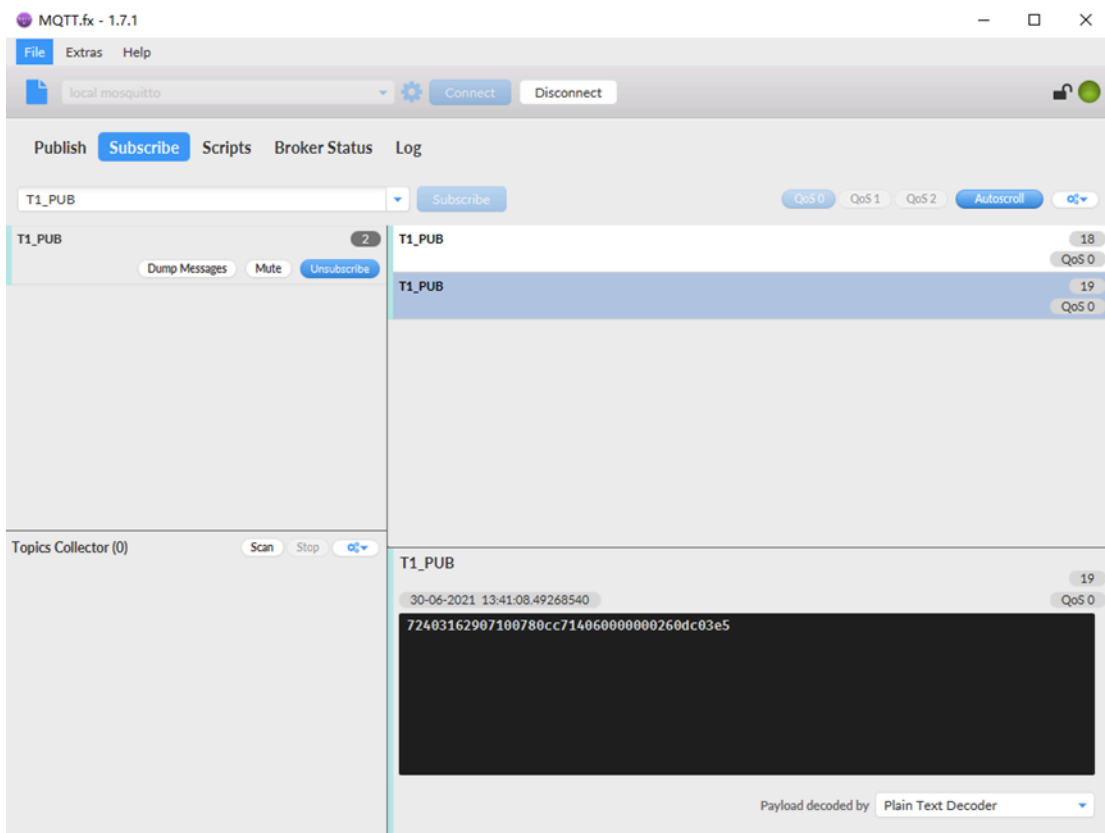 MQTT.fx - 1.7.1
File Extras Help
local mosquitto Connect Disconnect
Publish Subscribe Scripts Broker Status Log
T1_PUB Subscribe QoS 0 QoS 1 QoS 2 Autoscroll
T1_PUB 2
Dump Messages Mute Unsubscribe
T1_PUB 18
QoS 0
T1_PUB 19
QoS 0
Topics Collector (0) Scan Stop
T1_PUB
19
30-06-2021 13:41:08.49268540 QoS 0
72403162907100780cc714060000000260dc03e5
Payload decoded by Plain Text Decoder